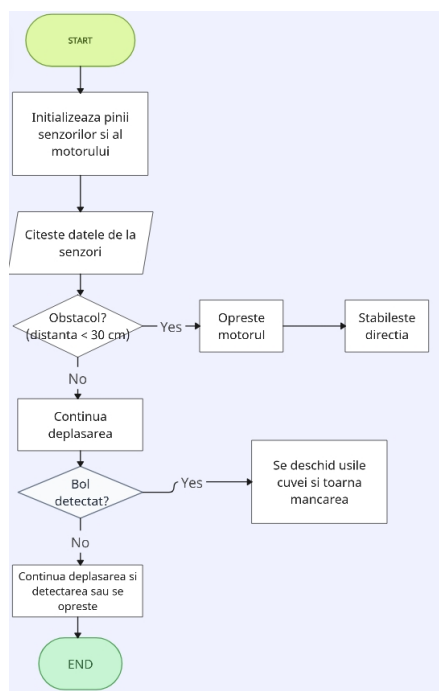 START
Initializeaza pinii
senzorilor si al
motorului
Citeste datele de la
senzori
Obstacol?
(distanta < 30 cm)
Yes
Opreste
motorul
Stabileste
directia
No
Continua
deplasarea
Bol
detectat?
Yes
Se deschid usile
cuvei si toarna
mancarea
No
Continua deplasarea si
detectarea sau se
opreste
END